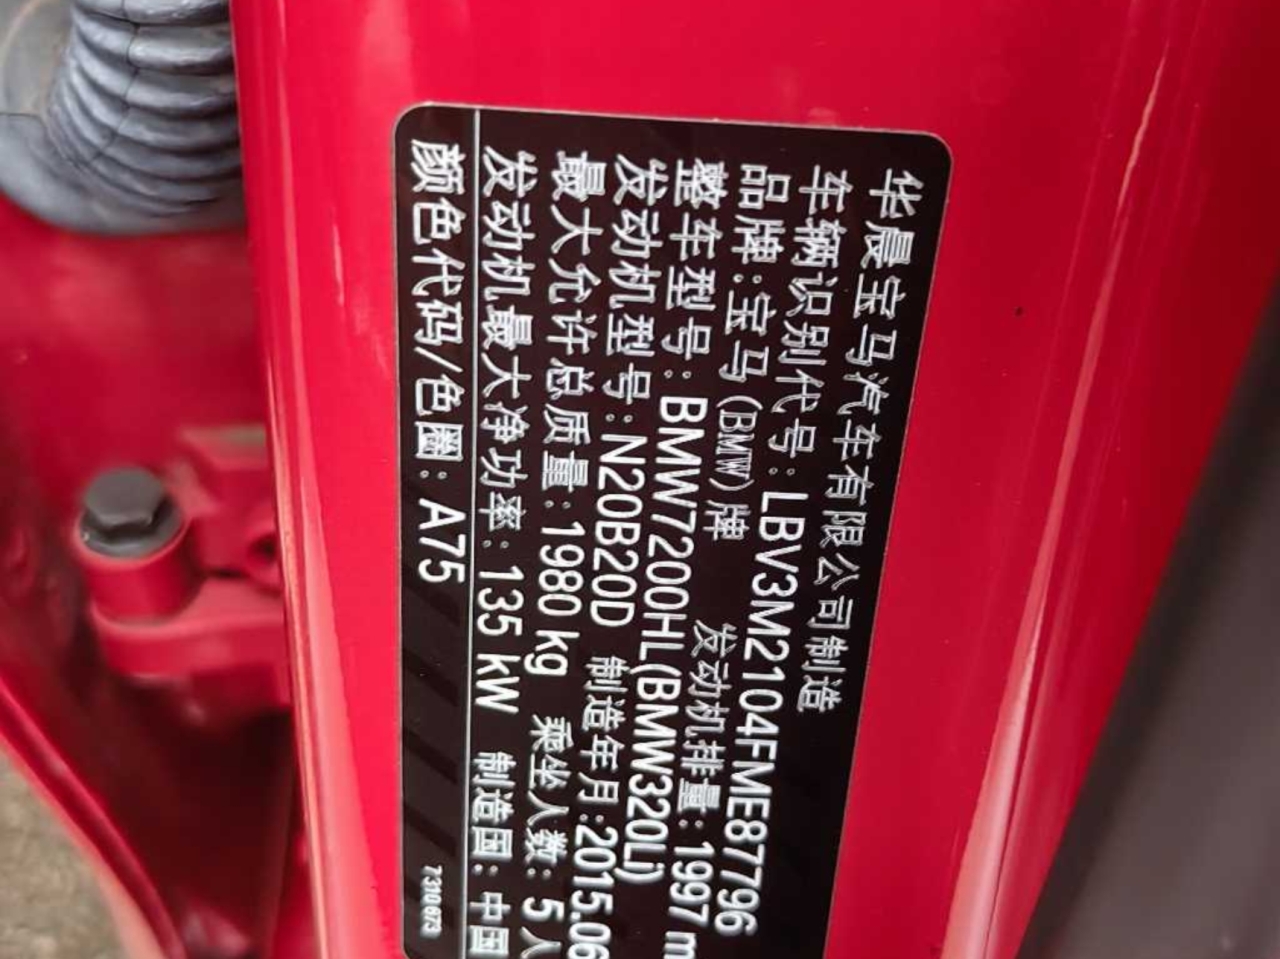 华晨宝马汽车有限公司制造
车辆识别代号: LBV3M2104FME87796
品牌:宝马(BMW)牌 发动机排量: 1997 m
整车型号: BMW7200HL(BMW320Li)
发动机型号: N20B20D 制造年月: 2015.06
最大允许总质量: 1980 kg 乘坐人数: 5人
发动机最大净功率: 135 kW 制造国: 中国
颜色代码/色圈: A75
7310673